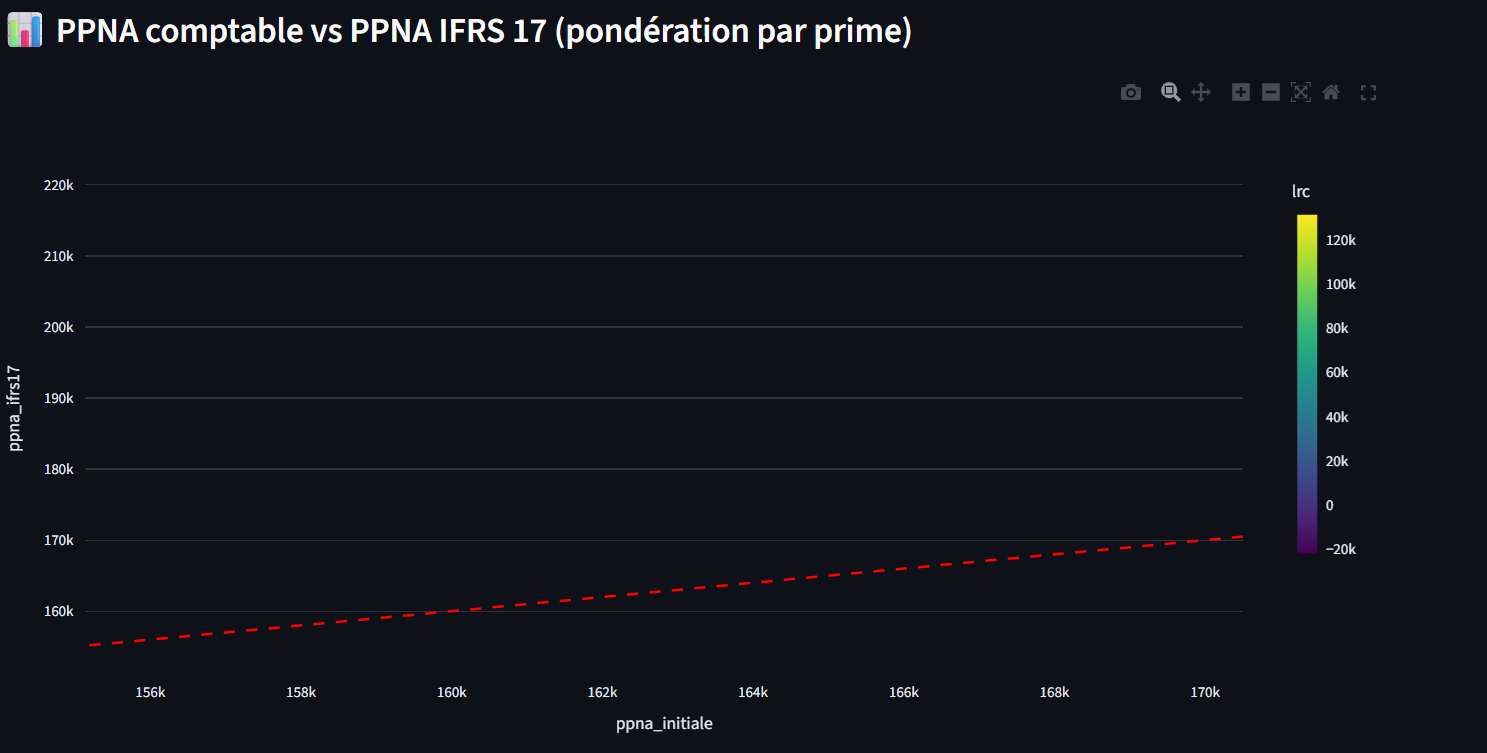 PPNA comptable vs PPNA IFRS 17 (pondération par prime)
220k
210k
200k
190k
180k
170k
160k
ppna_ifrs17
156k
158k
160k
162k
164k
166k
168k
170k
ppna_initiale
lrc
120k
100k
80k
60k
40k
20k
0
−20k